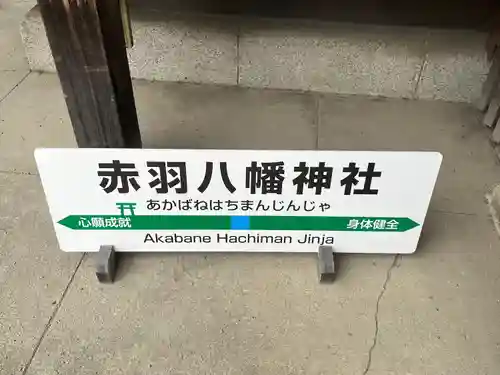 赤羽八幡神社
あかばねはちまんじんじゃ
心願成就 身体健全
Akabane Hachiman Jinja